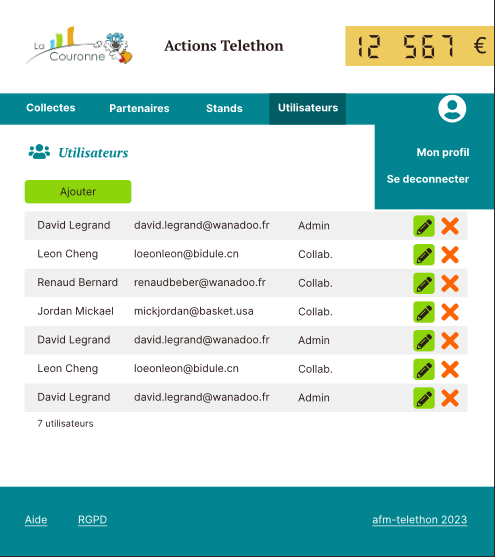 La
Couronne
Actions Telethon
12 567 €
Collectes
Partenaires
Stands
Utilisateurs
Mon profil
Se deconnecter
Utilisateurs
Ajouter
David Legrand david.legrand@wanadoo.fr Admin
Leon Cheng loeonleon@bidule.cn Collab.
Renaud Bernard renaudbeber@wanadoo.fr Collab.
Jordan Mickael mickjordan@basket.usa Collab.
David Legrand david.legrand@wanadoo.fr Admin
Leon Cheng loeonleon@bidule.cn Collab.
David Legrand david.legrand@wanadoo.fr Admin
7 utilisateurs
Aide
RGPD
afm-telethon 2023